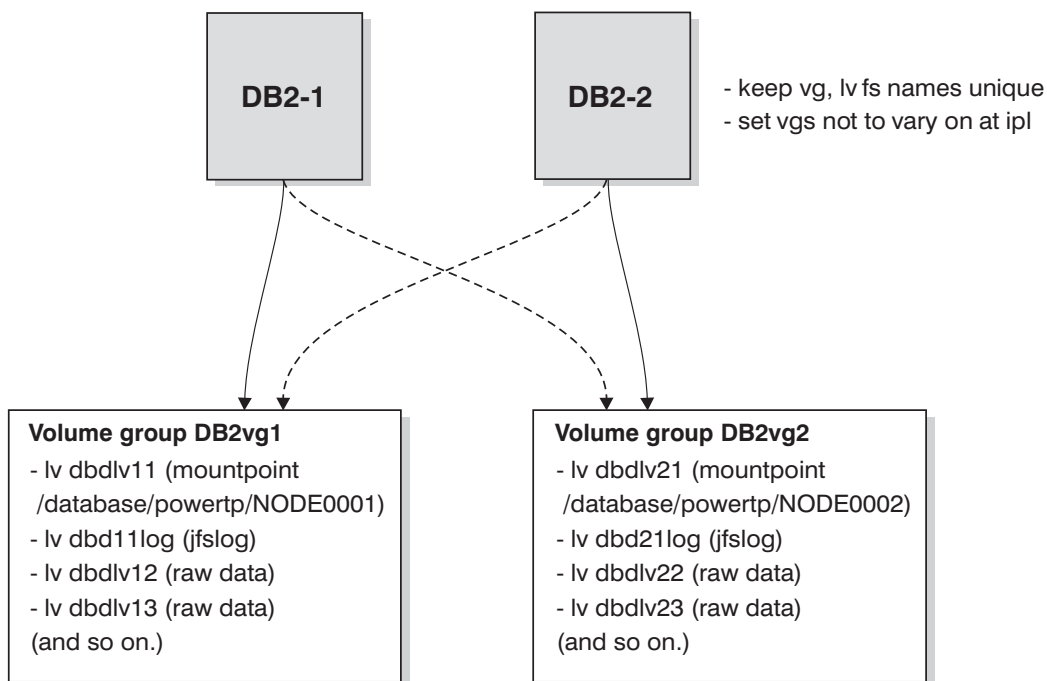 DB2-1
DB2-2
- keep vg, lv fs names unique
- set vgs not to vary on at ipl
Volume group DB2vg1
- lv dbdlv11 (mountpoint
/database/powertp/NODE0001)
- lv dbd11log (jfslog)
- lv dbdlv12 (raw data)
- lv dbdlv13 (raw data)
(and so on.)
Volume group DB2vg2
- lv dbdlv21 (mountpoint
/database/powertp/NODE0002)
- lv dbd21log (jfslog)
- lv dbdlv22 (raw data)
- lv dbdlv23 (raw data)
(and so on.)